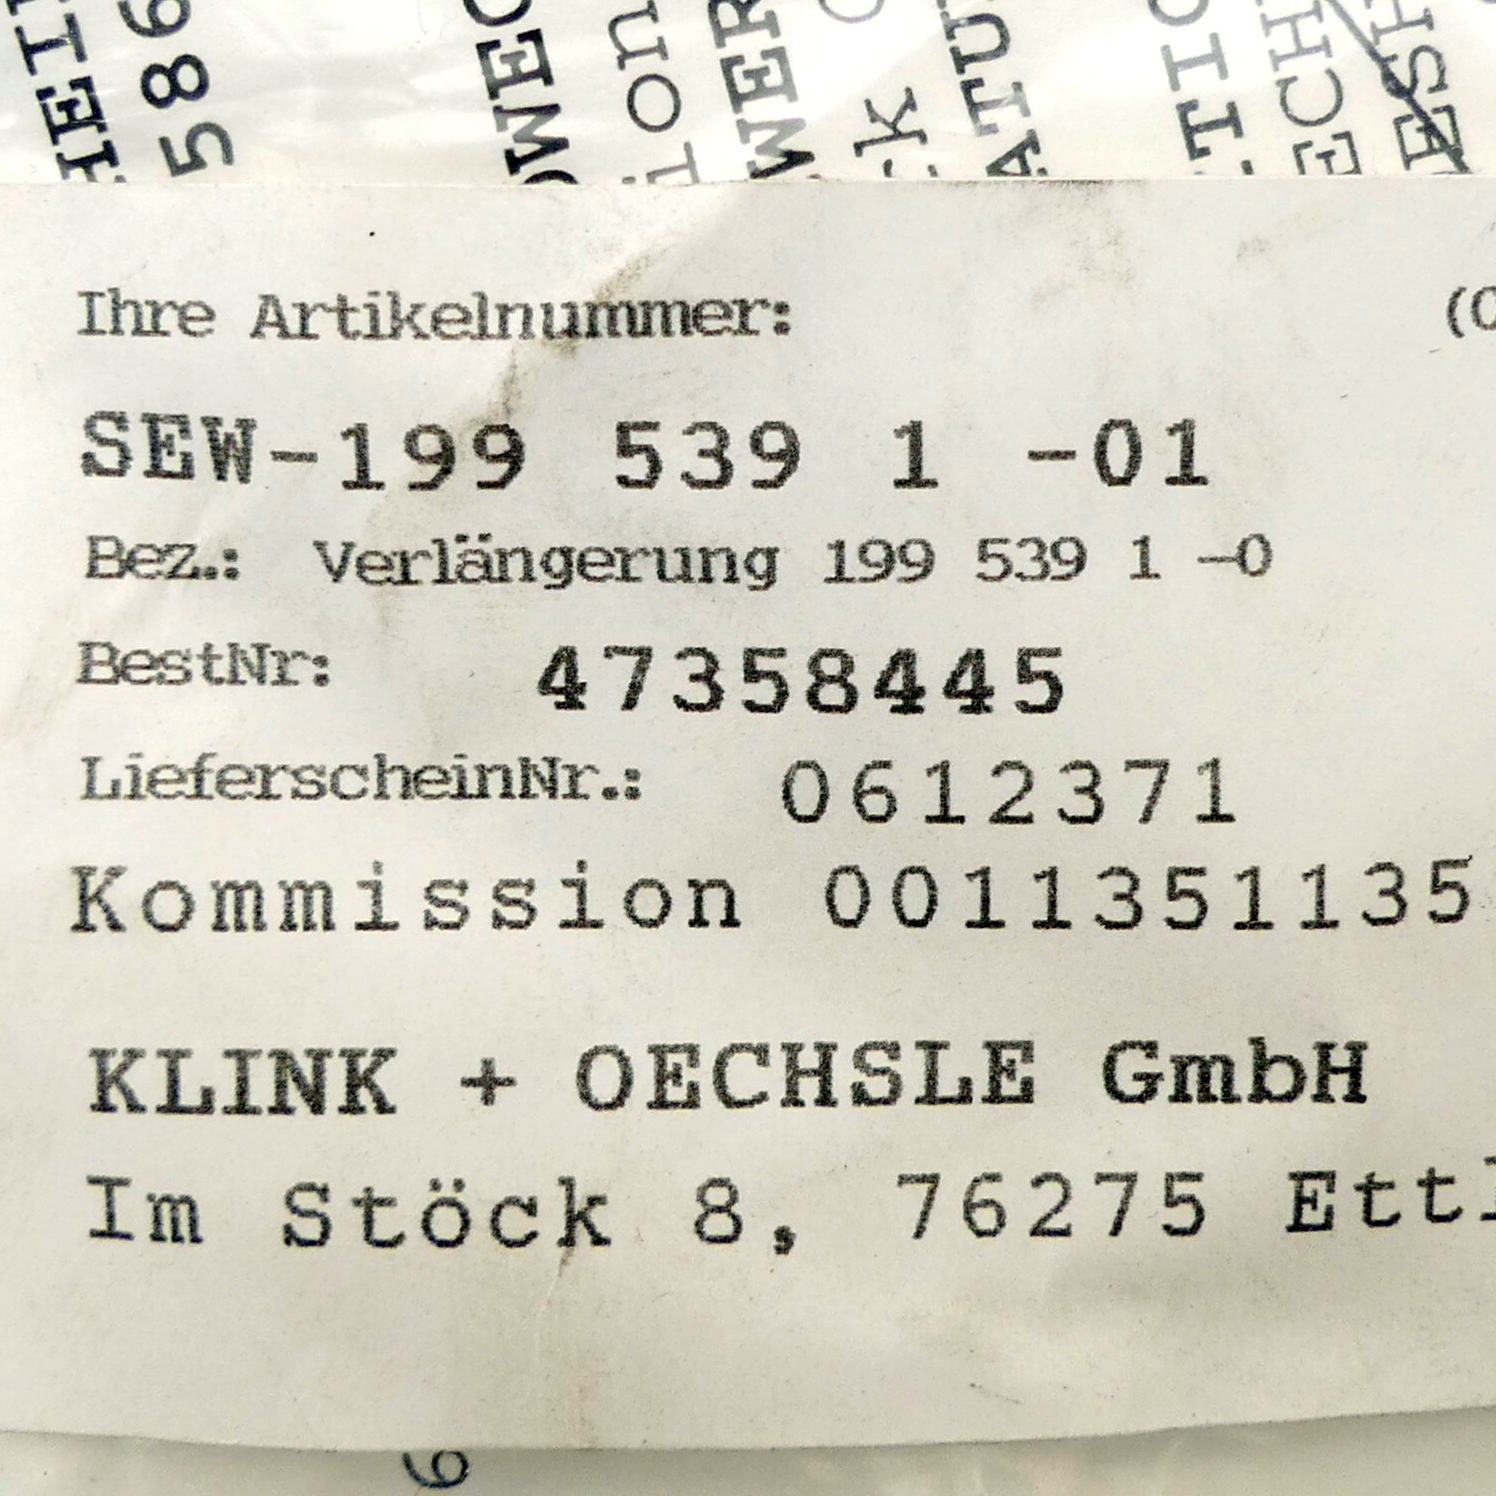 Ihre Artikelnummer:
SEW-199 539 1 -01
Bez.: Verlängerung 199 539 1 -0
BestNr: 47358445
LieferscheinNr.: 0612371
Kommission 0011351135
KLINK + OECHSLE GmbH
Im Stöck 8, 76275 Ettl